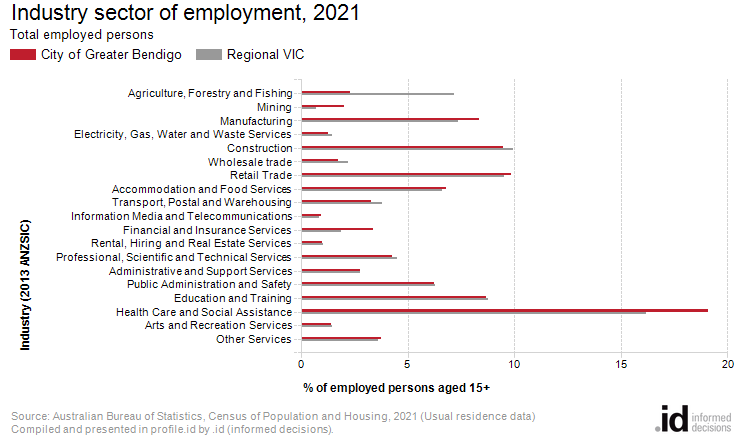 Industry sector of employment, 2021
Total employed persons
City of Greater Bendigo Regional VIC
Agriculture, Forestry and Fishing
Mining
Manufacturing
Electricity, Gas, Water and Waste Services
Construction
Wholesale trade
Retail Trade
Accommodation and Food Services
Transport, Postal and Warehousing
Information Media and Telecommunications
Financial and Insurance Services
Rental, Hiring and Real Estate Services
Professional, Scientific and Technical Services
Administrative and Support Services
Public Administration and Safety
Education and Training
Health Care and Social Assistance
Arts and Recreation Services
Other Services
Industry (2013 ANZSIC)
0 5 10 15 20
% of employed persons aged 15+
Source: Australian Bureau of Statistics, Census of Population and Housing, 2021 (Usual residence data)
Compiled and presented in profile.id by .id (informed decisions).
.id informed
decisions